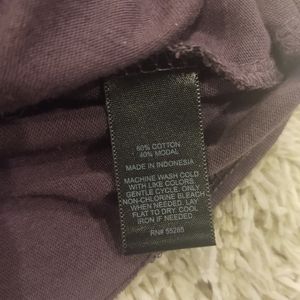 60% COTTON
40% MODAL
MADE IN INDONESIA
MACHINE WASH COLD
WITH LIKE COLORS.
GENTLE CYCLE. ONLY
NON-CHLORINE BLEACH
WHEN NEEDED. LAY
FLAT TO DRY. COOL
IRON IF NEEDED
RN# 55285